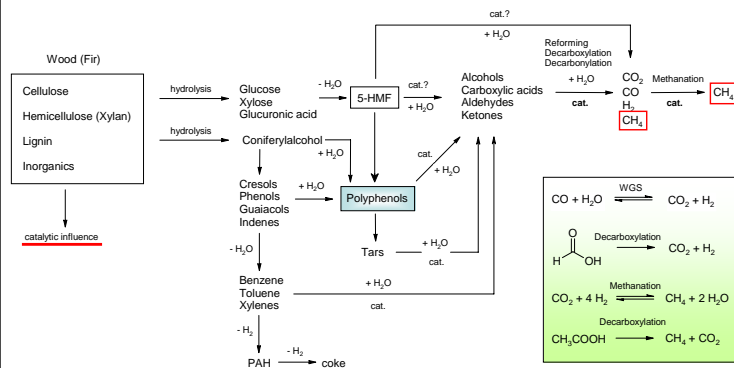 cat.?
+ H₂O
Wood (Fir)
Cellulose
Hemicellulose (Xylan)
Lignin
Inorganics
catalytic influence
hydrolysis
hydrolysis
Glucose
Xylose
Glucuronic acid
- H₂O
5-HMF
cat.?
+ H₂O
Alcohols
Carboxylic acids
Aldehydes
Ketones
Reforming
Decarboxylation
Decarbonylation
+ H₂O
cat.
CO₂
CO
H₂
CH₄
Methanation
cat.
CH₄
Coniferylalcohol
+ H₂O
cat.
+ H₂O
Cresols
Phenols
Guaiacols
Indenes
+ H₂O
Polyphenols
Tars
+ H₂O
cat.
- H₂O
Benzene
Toluene
Xylenes
+ H₂O
cat.
- H₂
PAH
- H₂
coke
WGS
CO + H₂O CO₂ + H₂
O
H OH
Decarboxylation
CO₂ + H₂
Methanation
CO₂ + 4 H₂ CH₄ + 2 H₂O
Decarboxylation
CH₃COOH CH₄ + CO₂